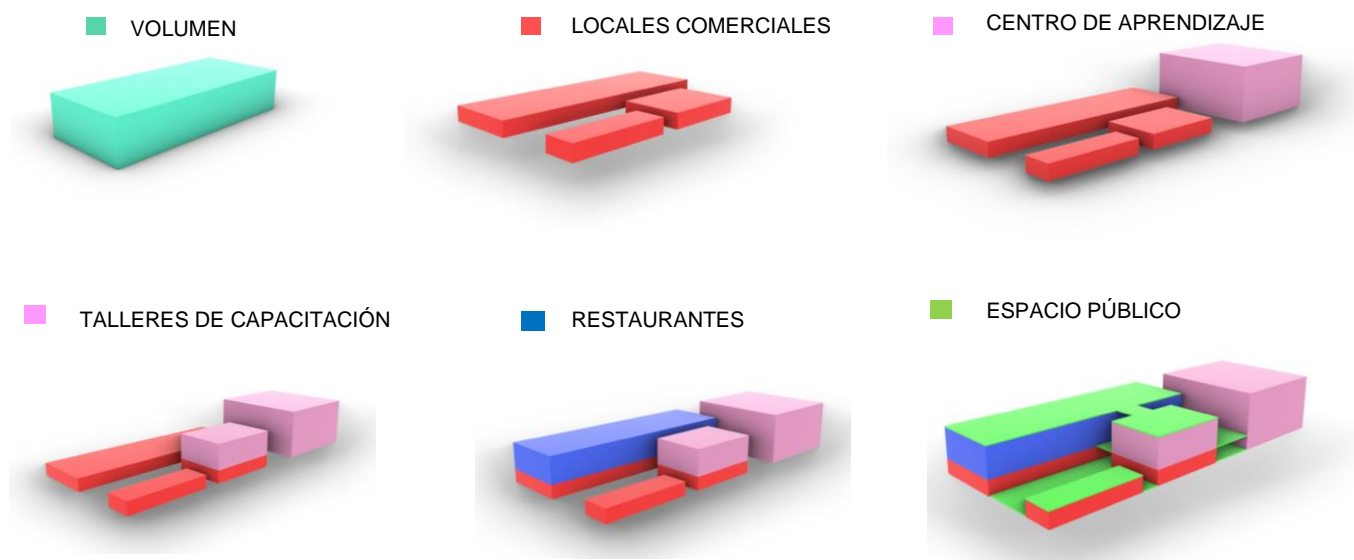 VOLUMEN
LOCALES COMERCIALES
CENTRO DE APRENDIZAJE
TALLERES DE CAPACITACIÓN
RESTAURANTES
ESPACIO PÚBLICO